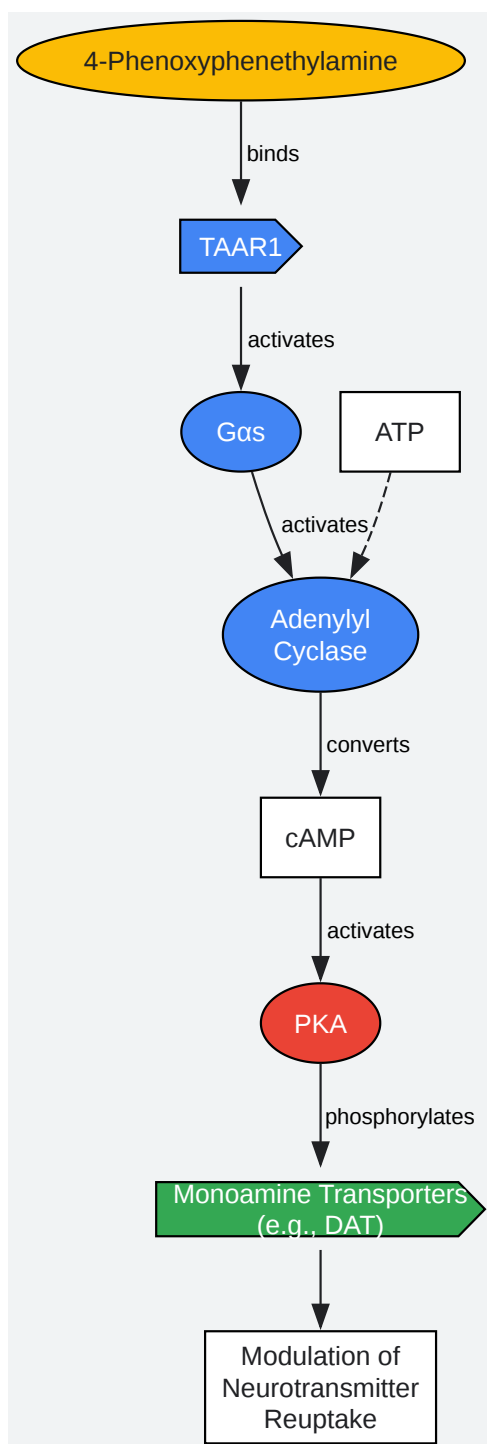 4-Phenoxyphenethylamine
binds
TAAR1
activates
Gαs
ATP
activates
Adenylyl
Cyclase
converts
cAMP
activates
PKA
phosphorylates
Monoamine Transporters
(e.g., DAT)
Modulation of
Neurotransmitter
Reuptake